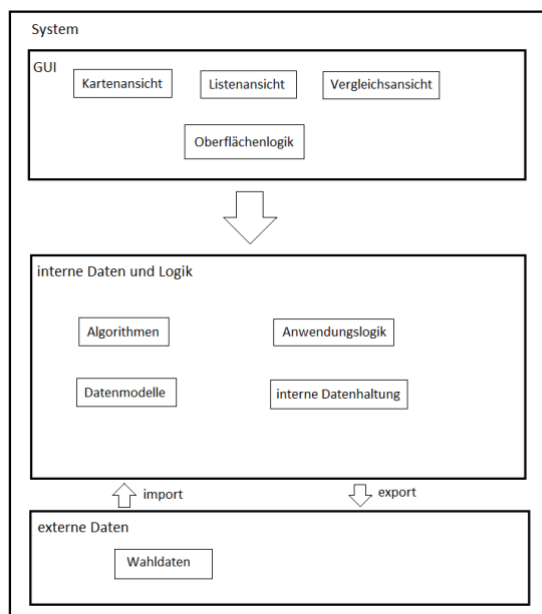 System
GUI
Kartenansicht
Listenansicht
Vergleichsansicht
Oberflächenlogik
interne Daten und Logik
Algorithmen
Anwendungslogik
Datenmodelle
interne Datenhaltung
import
export
externe Daten
Wahldaten